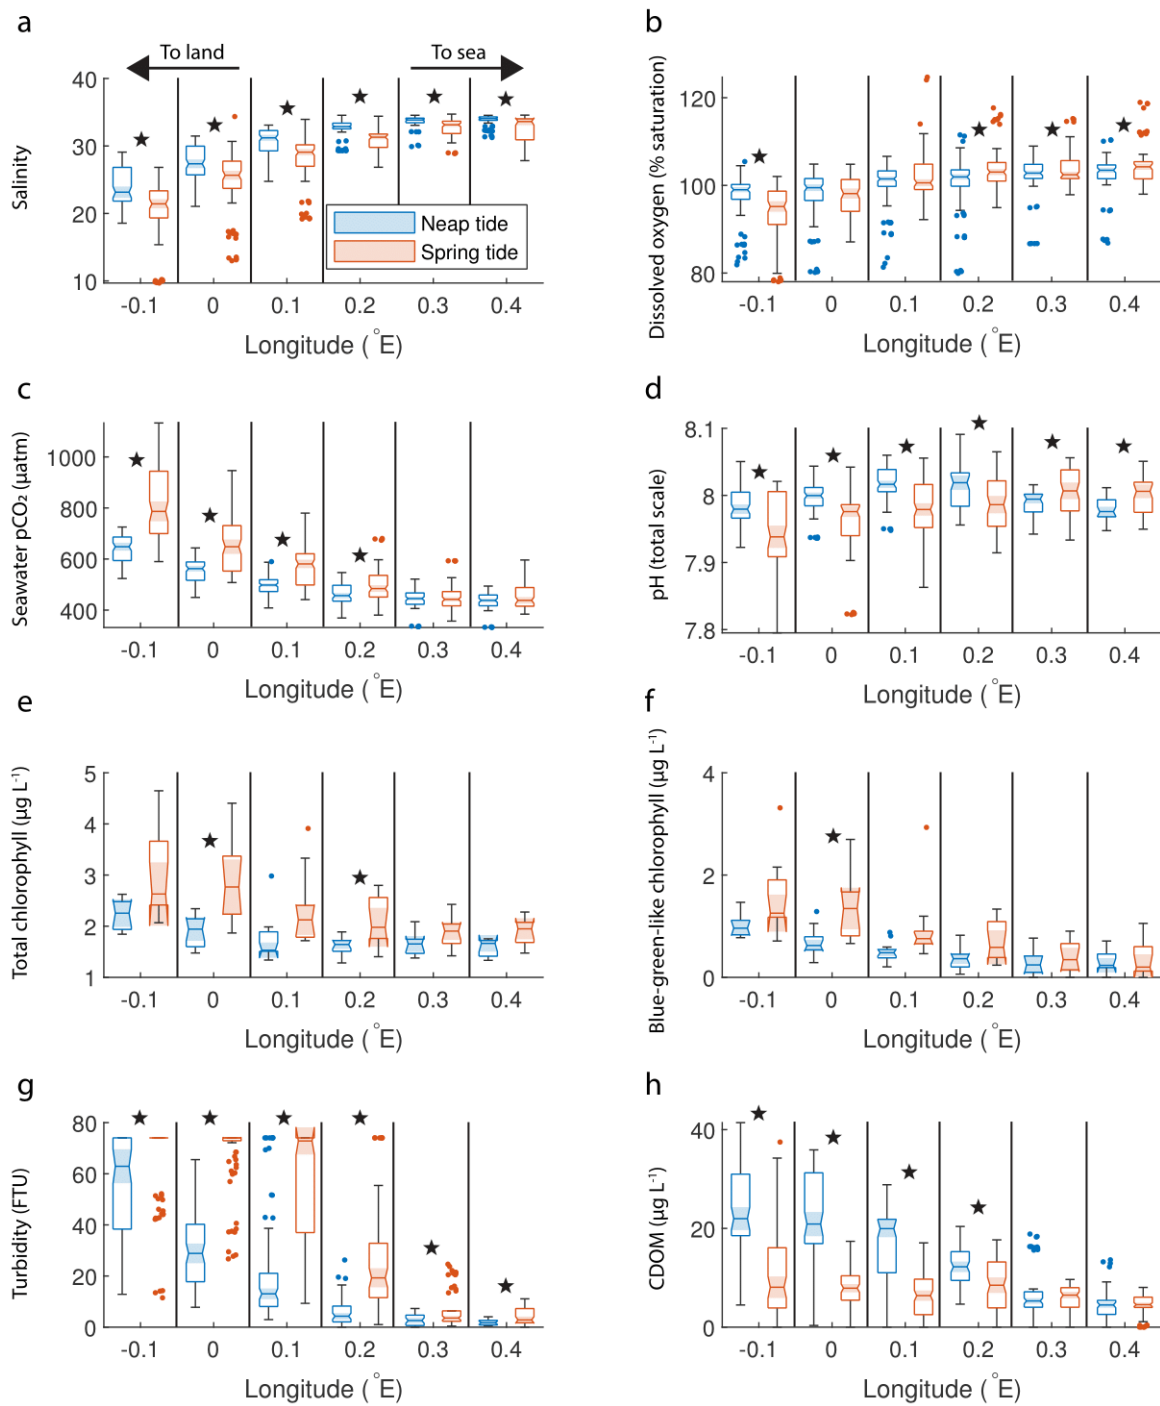 a
To land
To sea
Salinity
40
30
20
10
Neap tide
Spring tide
-0.1 0 0.1 0.2 0.3 0.4
Longitude (°E)
b
Dissolved oxygen (% saturation)
120
100
80
-0.1 0 0.1 0.2 0.3 0.4
Longitude (°E)
c
Seawater pCO₂ (µatm)
1000
800
600
400
-0.1 0 0.1 0.2 0.3 0.4
Longitude (°E)
d
pH (total scale)
8.1
8
7.9
7.8
-0.1 0 0.1 0.2 0.3 0.4
Longitude (°E)
e
Total chlorophyll (µg L⁻¹)
5
4
3
2
1
-0.1 0 0.1 0.2 0.3 0.4
Longitude (°E)
f
Blue-green-like chlorophyll (µg L⁻¹)
4
2
0
-0.1 0 0.1 0.2 0.3 0.4
Longitude (°E)
g
Turbidity (FTU)
80
60
40
20
0
-0.1 0 0.1 0.2 0.3 0.4
Longitude (°E)
h
CDOM (µg L⁻¹)
40
20
0
-0.1 0 0.1 0.2 0.3 0.4
Longitude (°E)